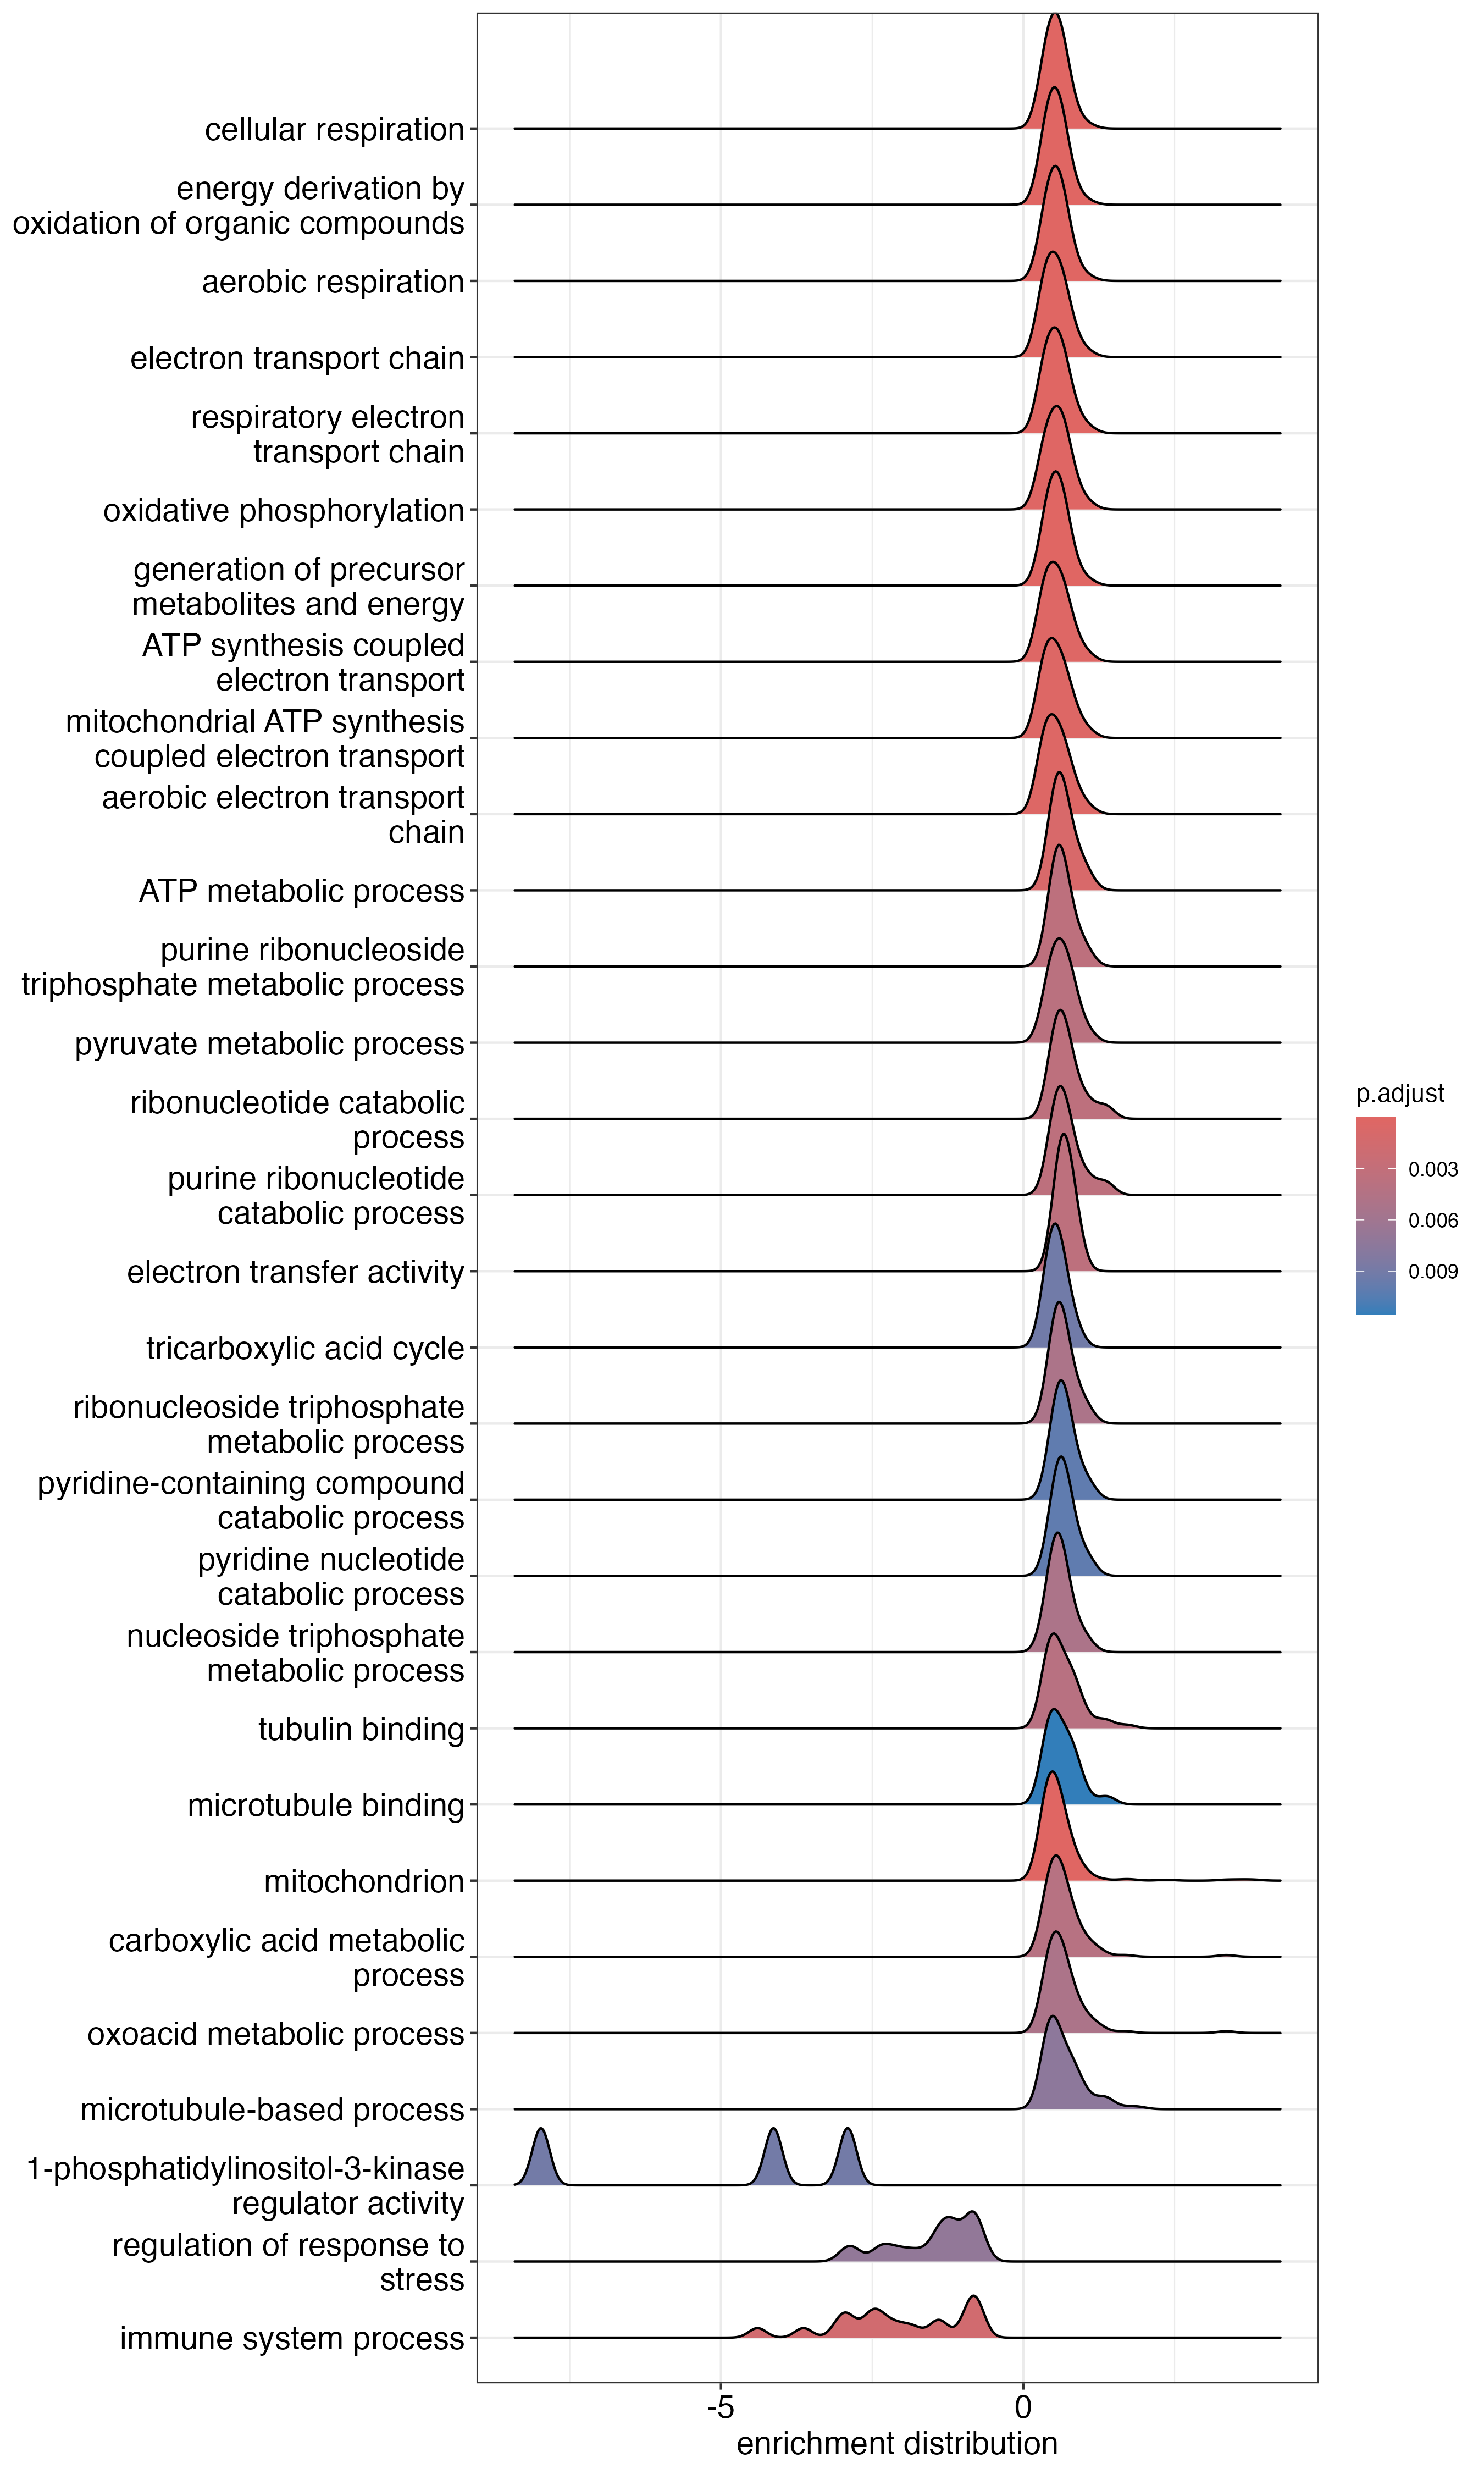 cellular respiration
energy derivation by
oxidation of organic compounds
aerobic respiration
electron transport chain
respiratory electron
transport chain
oxidative phosphorylation
generation of precursor
metabolites and energy
ATP synthesis coupled
electron transport
mitochondrial ATP synthesis
coupled electron transport
aerobic electron transport
chain
ATP metabolic process
purine ribonucleoside
triphosphate metabolic process
pyruvate metabolic process
ribonucleotide catabolic
process
purine ribonucleotide
catabolic process
electron transfer activity
tricarboxylic acid cycle
ribonucleoside triphosphate
metabolic process
pyridine-containing compound
catabolic process
pyridine nucleotide
catabolic process
nucleoside triphosphate
metabolic process
tubulin binding
microtubule binding
mitochondrion
carboxylic acid metabolic
process
oxoacid metabolic process
microtubule-based process
1-phosphatidylinositol-3-kinase
regulator activity
regulation of response to
stress
immune system process
-5 0
enrichment distribution
p.adjust
0.003
0.006
0.009